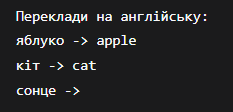 Переклади на англійську:
яблуко -> apple
кіт -> cat
сонце ->